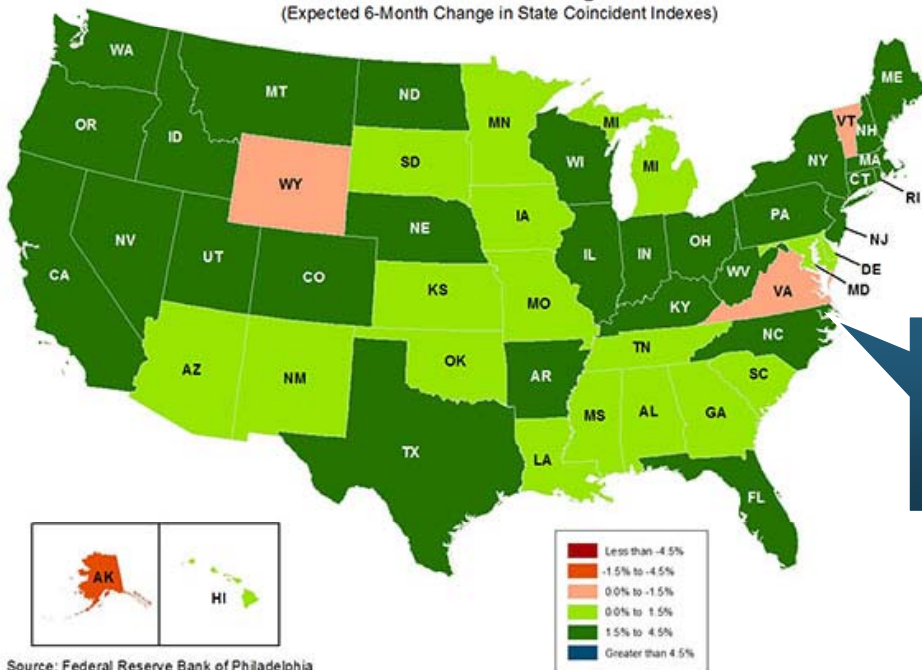 (Expected 6-Month Change in State Coincident Indexes)
WA
MT
ND
MN
ME
OR
ID
SD
WI
MI
MI
VT
NH
NY
MA
CT
RI
WY
IA
PA
NJ
NE
NV
UT
CO
IL
IN
OH
DE
MD
CA
KS
MO
WV
VA
KY
NC
TN
AZ
NM
OK
AR
SC
MS
AL
GA
TX
LA
FL
AK
HI
Less than -4.5%
-1.5% to -4.5%
0.0% to -1.5%
0.0% to 1.5%
1.5% to 4.5%
Greater than 4.5%
Source: Federal Reserve Bank of Philadelphia